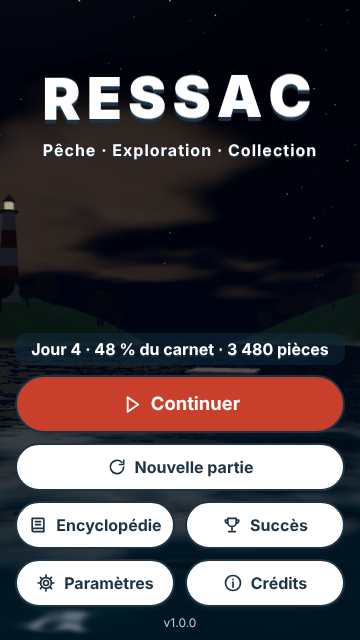 RESSAC
Pêche · Exploration · Collection
Jour 4 · 48 % du carnet · 3 480 pièces
Continuer
Nouvelle partie
Encyclopédie
Succès
Paramètres
Crédits
v1.0.0